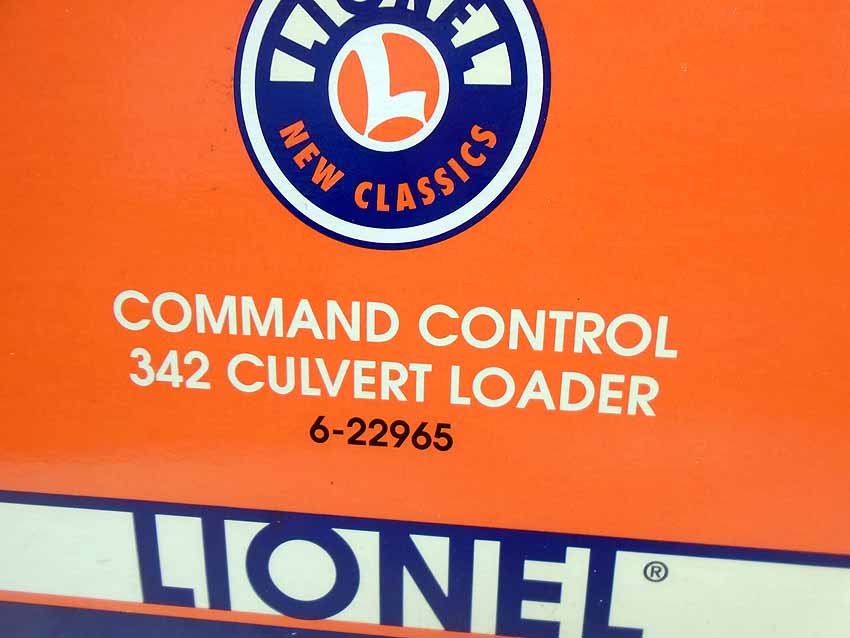 LIONEL
L
NEW CLASSICS
COMMAND CONTROL
342 CULVERT LOADER
6-22965
LIONEL®